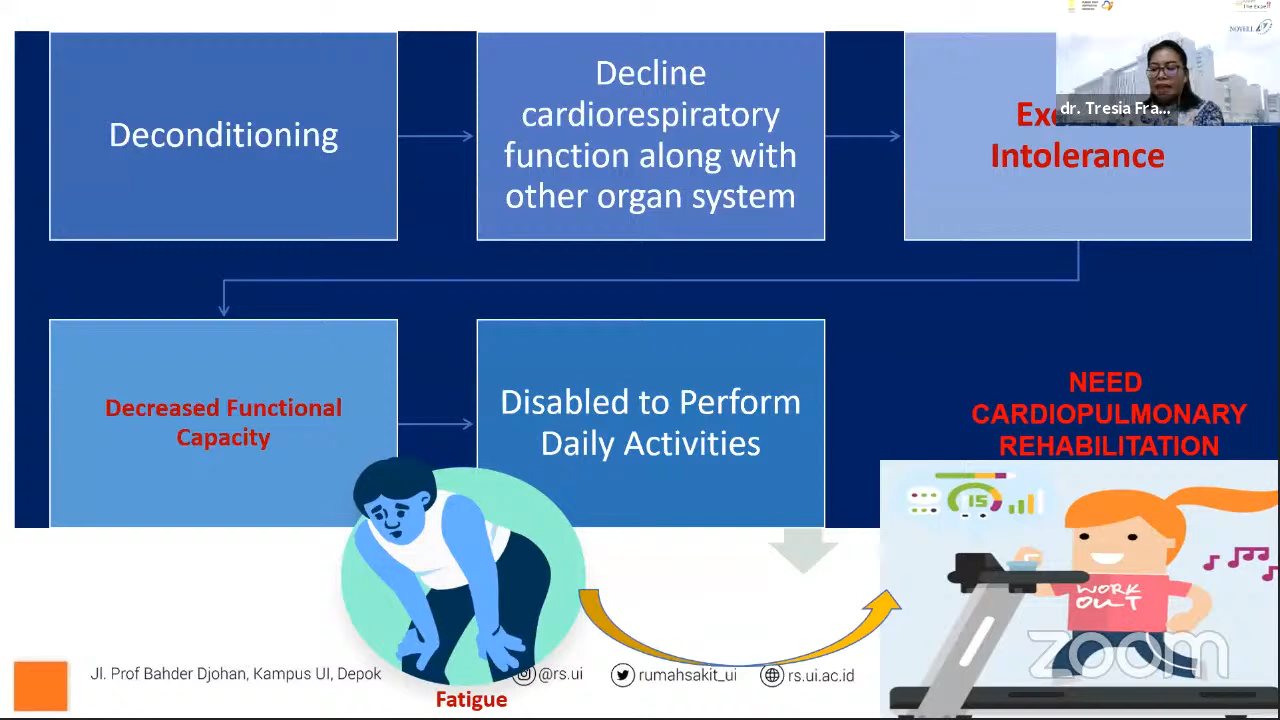 Deconditioning
Decline
cardiorespiratory
function along with
other organ system
Intolerance
dr. Tresia Fra...
NOVELL
Decreased Functional
Capacity
Disabled to Perform
Daily Activities
NEED
CARDIOPULMONARY
REHABILITATION
15
WORK
OUT
zoom
Jl. Prof Bahder Djohan, Kampus UI, Depok
@rs.ui
rumahsakit_ui
rs.ui.ac.id
Fatigue